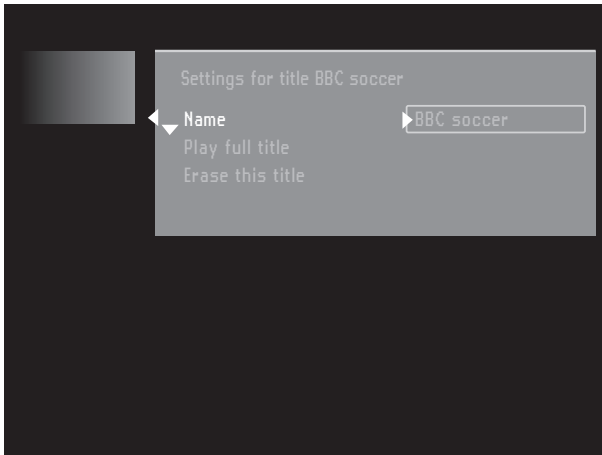 Settings for title BBC soccer
Name BBC soccer
Play full title
Erase this title